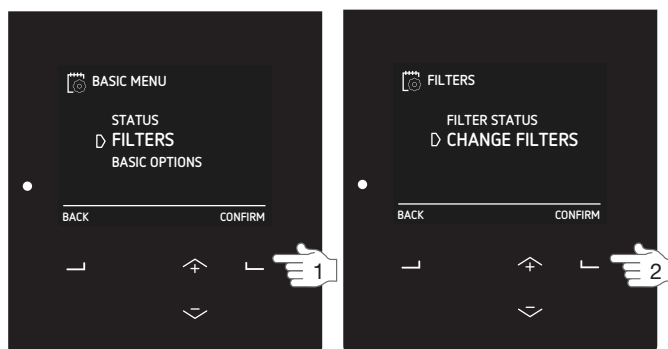 BASIC MENU
STATUS
FILTERS
BASIC OPTIONS
BACK CONFIRM
1
FILTERS
FILTER STATUS
CHANGE FILTERS
BACK CONFIRM
2